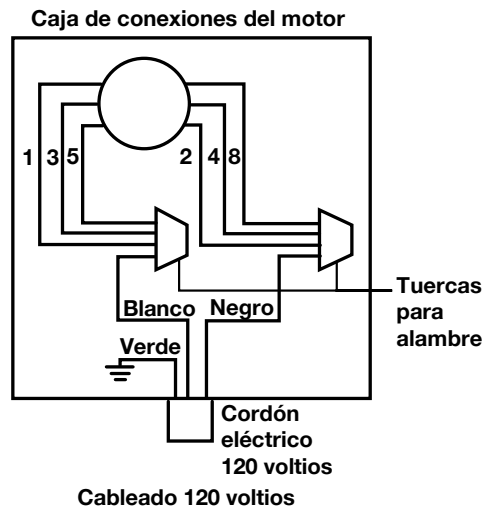 Caja de conexiones del motor
1 3 5 2 4 8
Blanco Negro
Verde
Tuercas
para
alambre
Cordón
eléctrico
120 voltios
Cableado 120 voltios